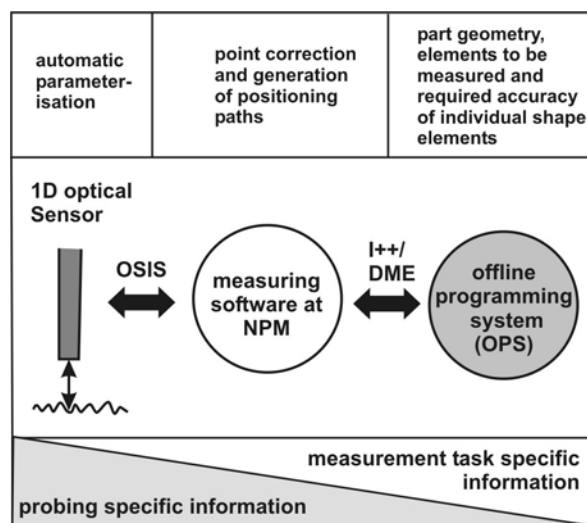 automatic
parameter-
isation
point correction
and generation
of positioning
paths
part geometry,
elements to be
measured and
required accuracy
of individual shape
elements
1D optical
Sensor
OSIS
measuring
software at
NPM
I++/
DME
offline
programming
system
(OPS)
measurement task specific
information
probing specific information